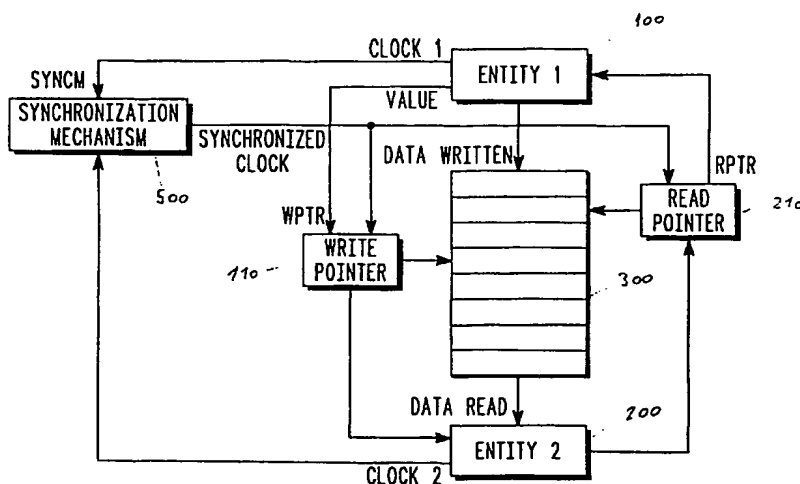 100
CLOCK 1
ENTITY 1
SYNCM
VALUE
SYNCHRONIZATION
MECHANISM
SYNCHRONIZED
CLOCK
DATA WRITTEN
RPTR
500
WPTR
READ
POINTER
210
WRITE
POINTER
110
300
DATA READ
200
ENTITY 2
CLOCK 2